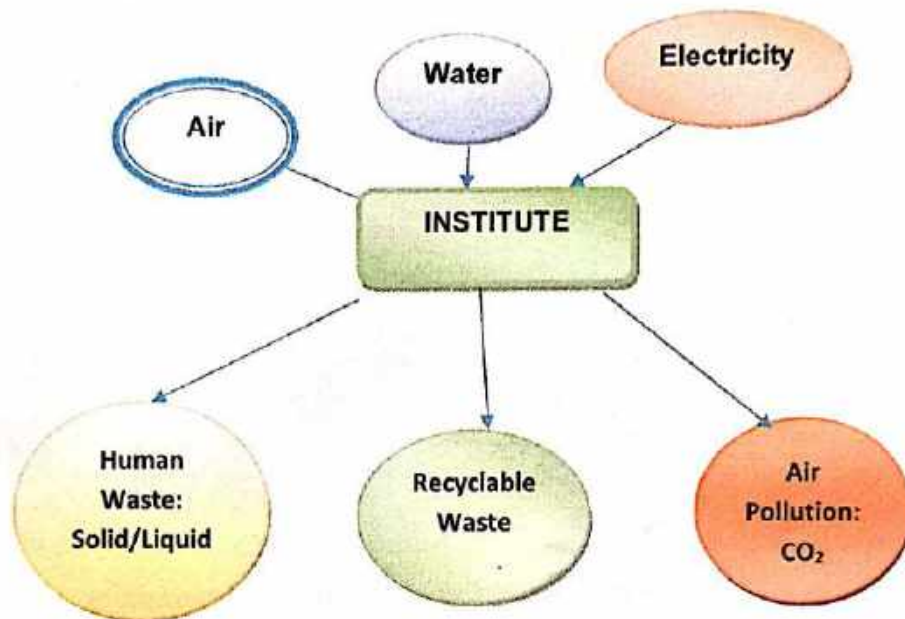 Electricity
Water
Air
INSTITUTE
Human
Waste:
Solid/Liquid
Recyclable
Waste
Air
Pollution:
CO₂